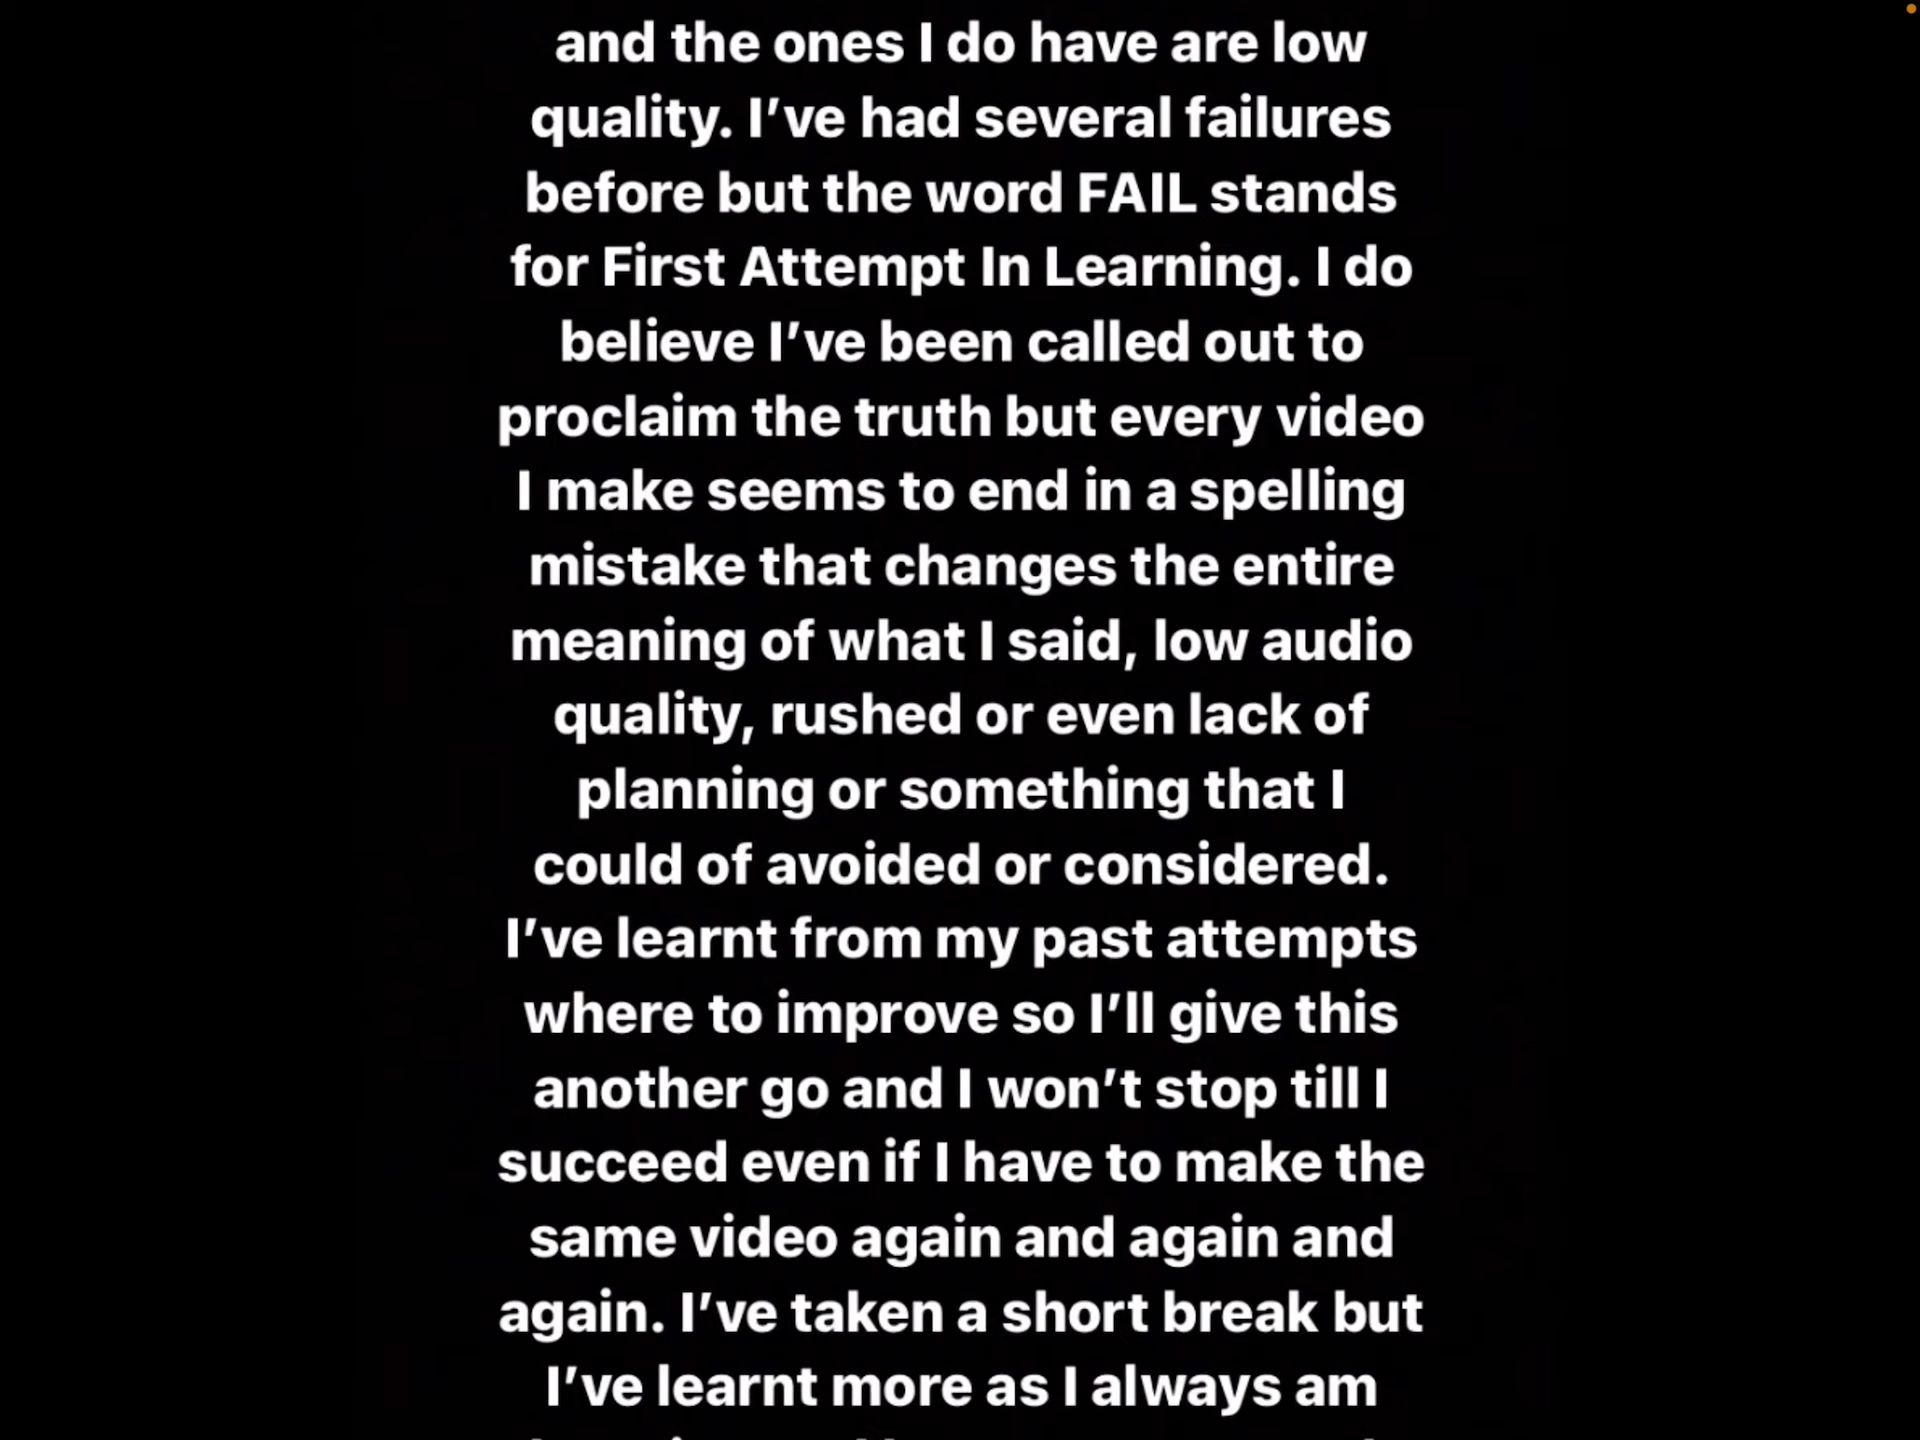 and the ones I do have are low
quality. I’ve had several failures
before but the word FAIL stands
for First Attempt In Learning. I do
believe I’ve been called out to
proclaim the truth but every video
I make seems to end in a spelling
mistake that changes the entire
meaning of what I said, low audio
quality, rushed or even lack of
planning or something that I
could of avoided or considered.
I’ve learnt from my past attempts
where to improve so I’ll give this
another go and I won’t stop till I
succeed even if I have to make the
same video again and again and
again. I’ve taken a short break but
I’ve learnt more as I always am